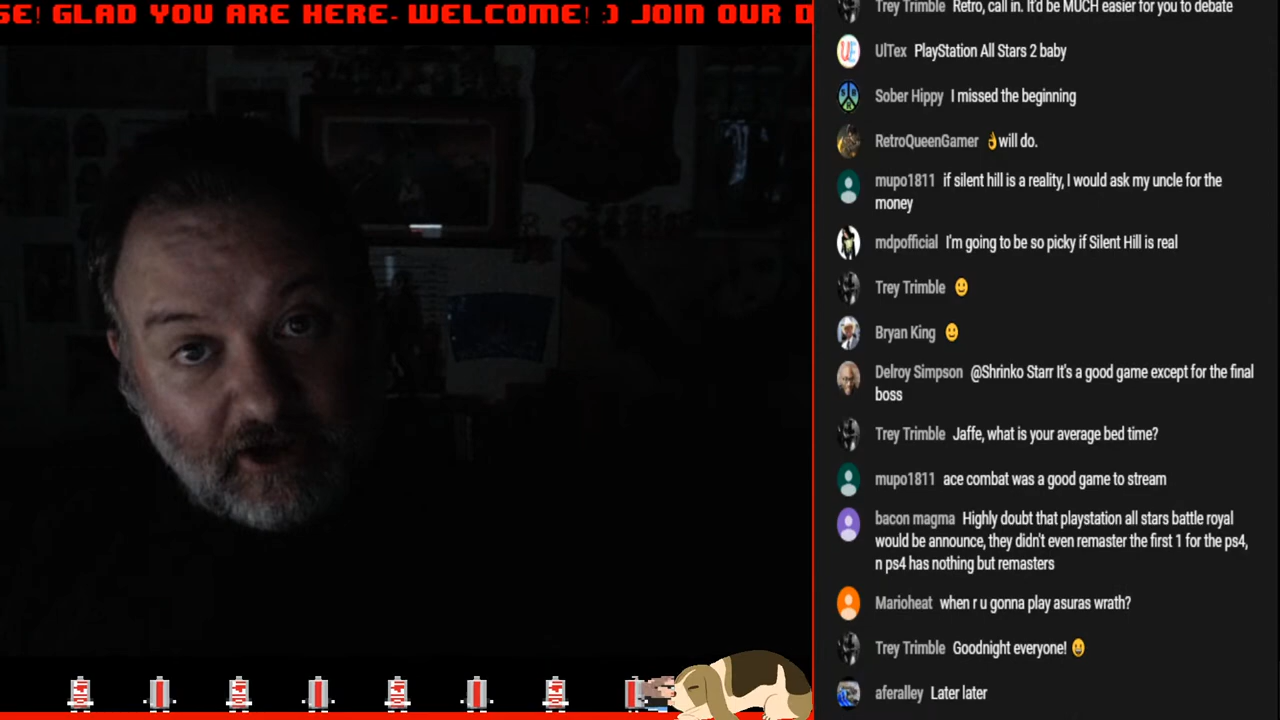 SE! GLAD YOU ARE HERE- WELCOME! :) JOIN OUR D
Trey Trimble Retro, call in. It'd be MUCH easier for you to debate
UlTex PlayStation All Stars 2 baby
Sober Hippy I missed the beginning
RetroQueenGamer 👌will do.
mupo1811 if silent hill is a reality, I would ask my uncle for the
money
mdpofficial I'm going to be so picky if Silent Hill is real
Trey Trimble 🙂
Bryan King 🙂
Delroy Simpson @Shrinko Starr It's a good game except for the final
boss
Trey Trimble Jaffe, what is your average bed time?
mupo1811 ace combat was a good game to stream
bacon magma Highly doubt that playstation all stars battle royal
would be announce, they didn't even remaster the first 1 for the ps4,
n ps4 has nothing but remasters
Marioheat when r u gonna play asuras wrath?
Trey Trimble Goodnight everyone! 😀
aferalley Later later